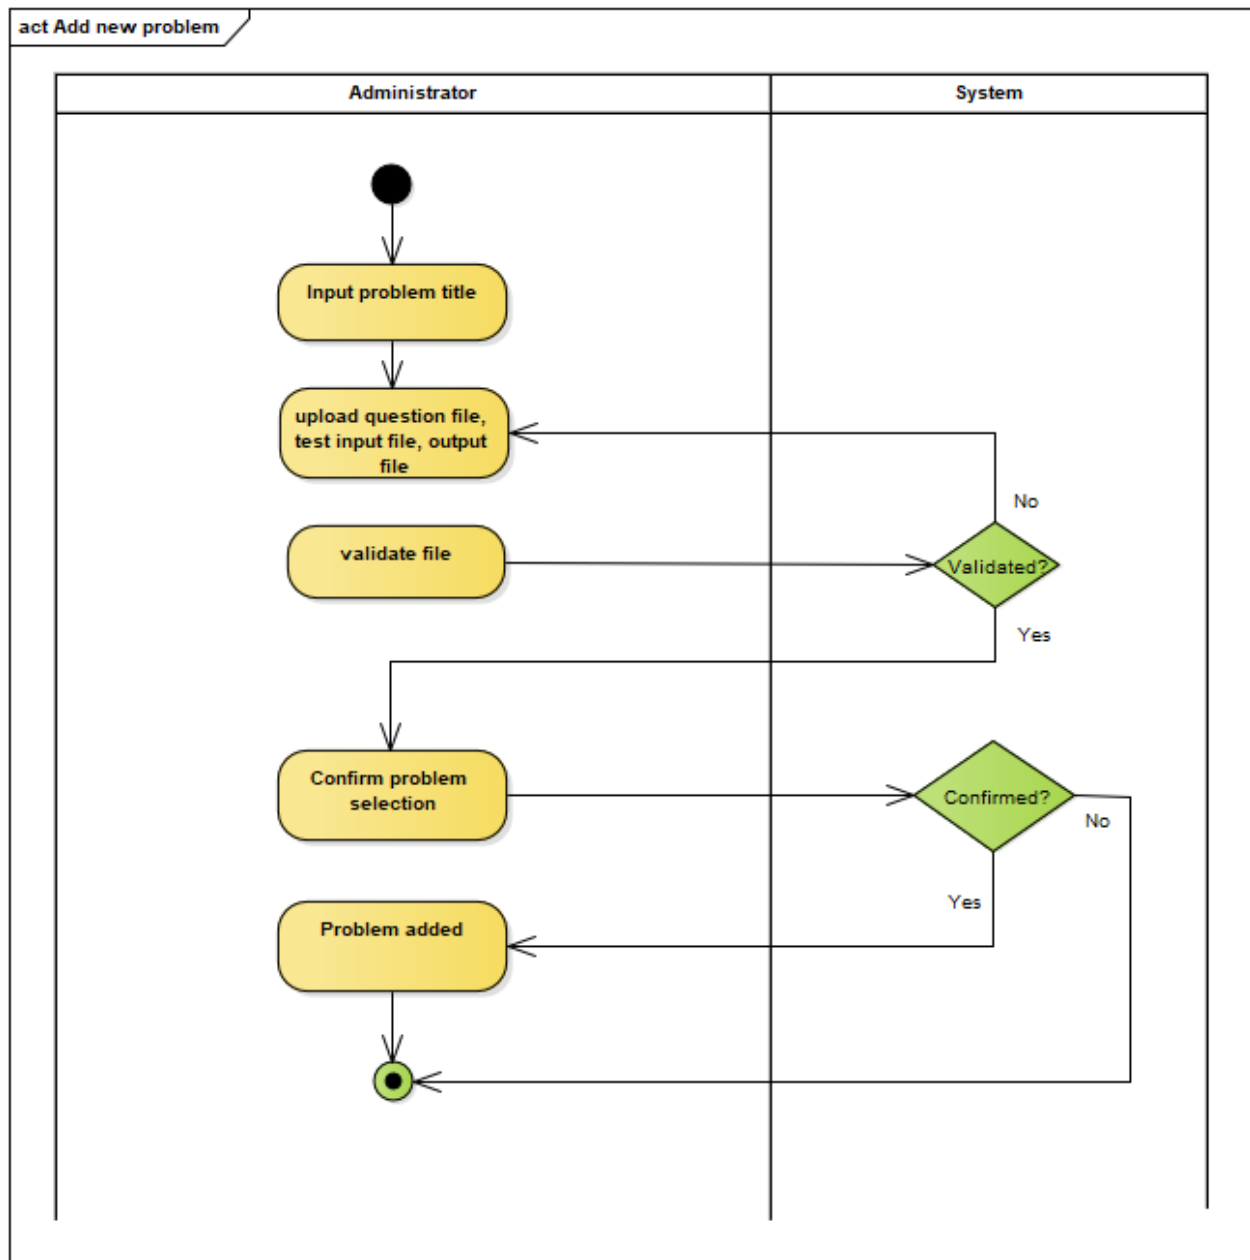 act Add new problem
Administrator
System
Input problem title
upload question file,
test input file, output
file
No
validate file
Validated?
Yes
Confirm problem
selection
Confirmed?
No
Yes
Problem added